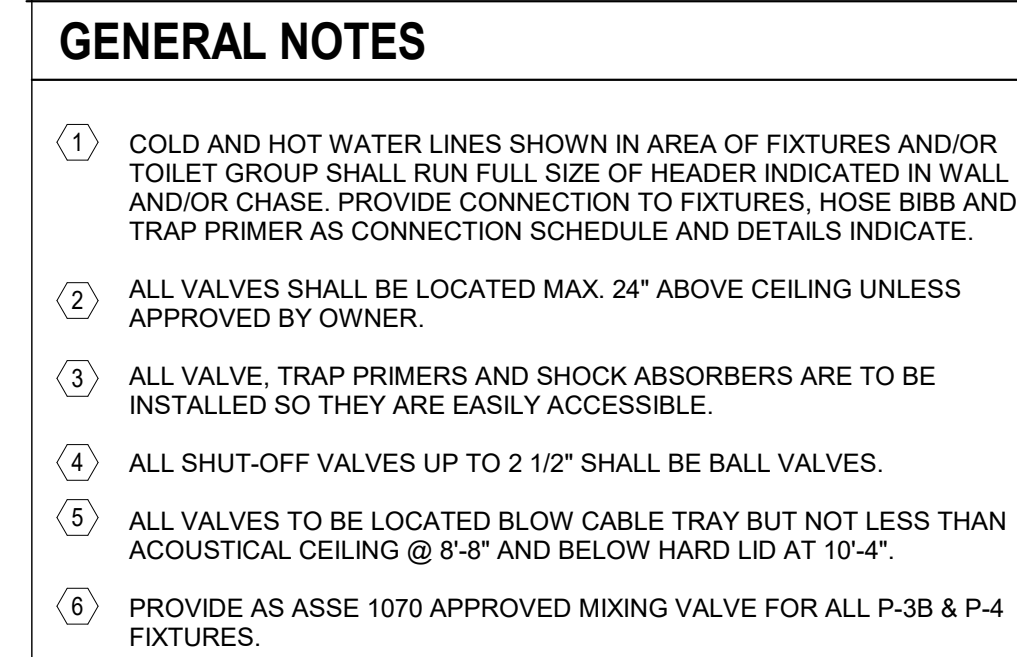 GENERAL NOTES
1 COLD AND HOT WATER LINES SHOWN IN AREA OF FIXTURES AND/OR
TOILET GROUP SHALL RUN FULL SIZE OF HEADER INDICATED IN WALL
AND/OR CHASE. PROVIDE CONNECTION TO FIXTURES, HOSE BIBB AND
TRAP PRIMER AS CONNECTION SCHEDULE AND DETAILS INDICATE.
2 ALL VALVES SHALL BE LOCATED MAX. 24" ABOVE CEILING UNLESS
APPROVED BY OWNER.
3 ALL VALVE, TRAP PRIMERS AND SHOCK ABSORBERS ARE TO BE
INSTALLED SO THEY ARE EASILY ACCESSIBLE.
4 ALL SHUT-OFF VALVES UP TO 2 1/2" SHALL BE BALL VALVES.
5 ALL VALVES TO BE LOCATED BLOW CABLE TRAY BUT NOT LESS THAN
ACOUSTICAL CEILING @ 8'-8" AND BELOW HARD LID AT 10'-4".
6 PROVIDE AS ASSE 1070 APPROVED MIXING VALVE FOR ALL P-3B & P-4
FIXTURES.